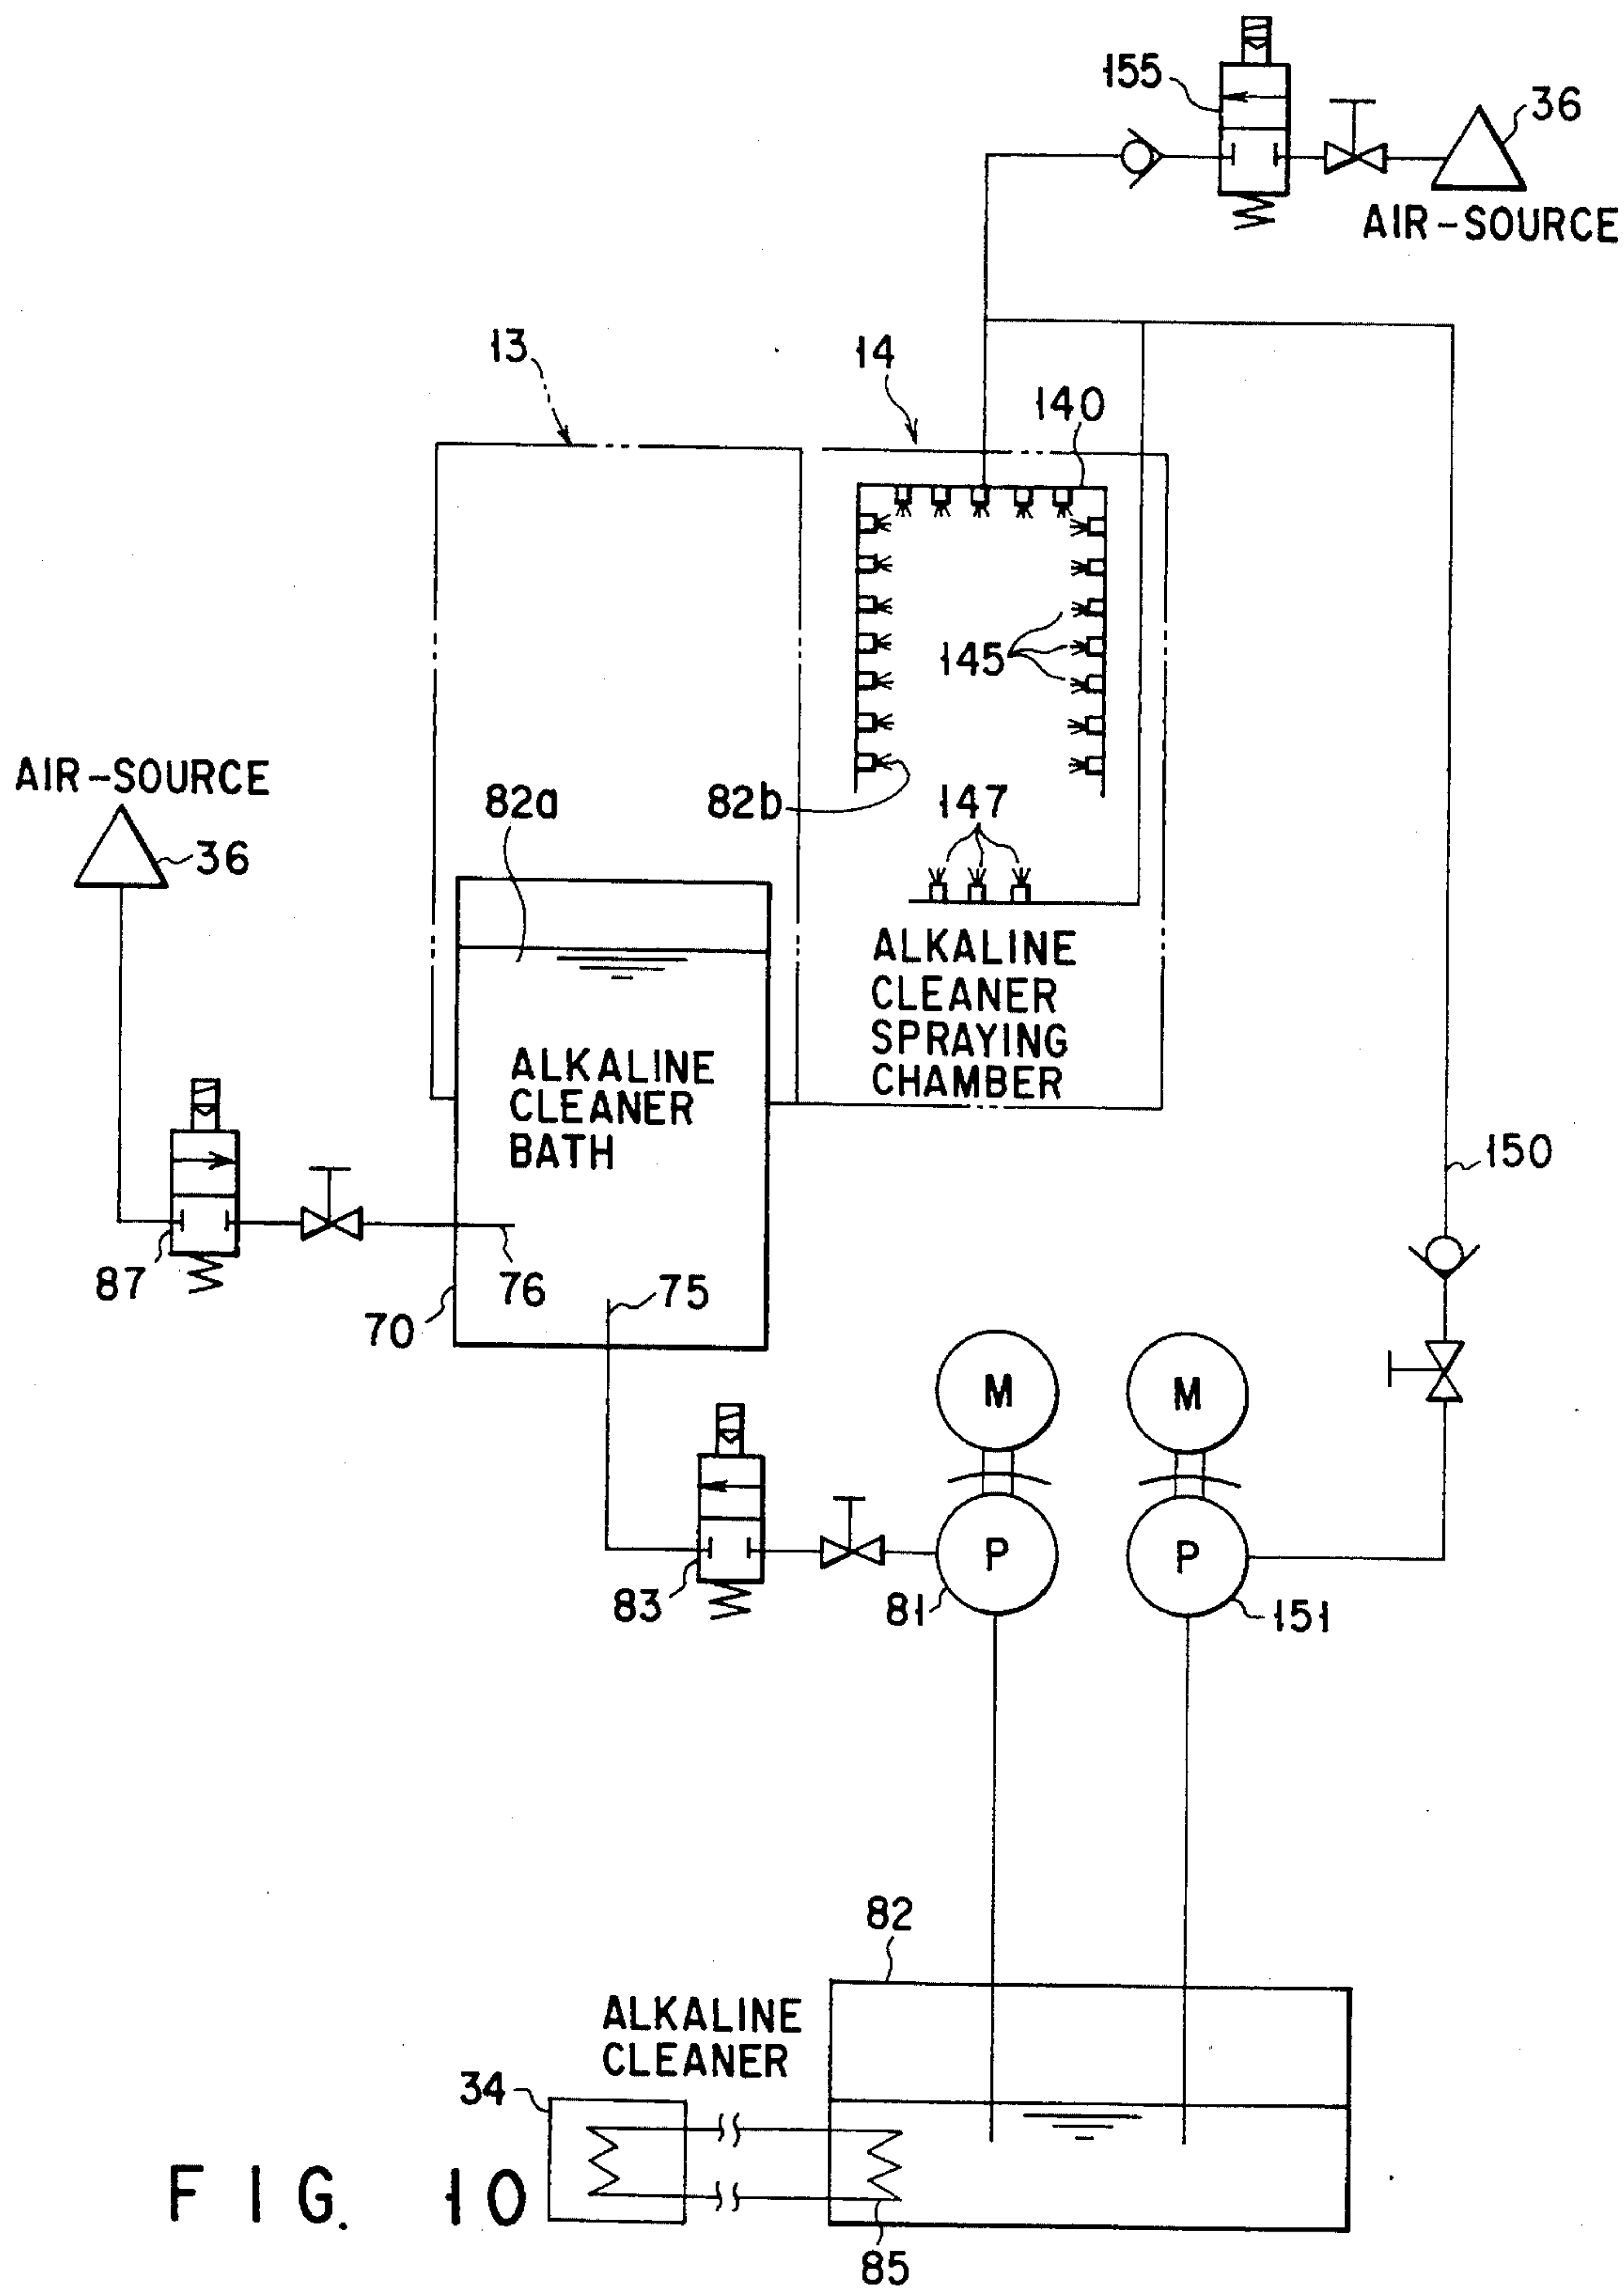 155
36
AIR-SOURCE
13
14
140
145
AIR-SOURCE
82a
82b
147
36
ALKALINE
CLEANER
SPRAYING
CHAMBER
ALKALINE
CLEANER
BATH
150
87
76
75
70
M
M
P
P
83
81
151
82
ALKALINE
CLEANER
34
85
FIG. 10